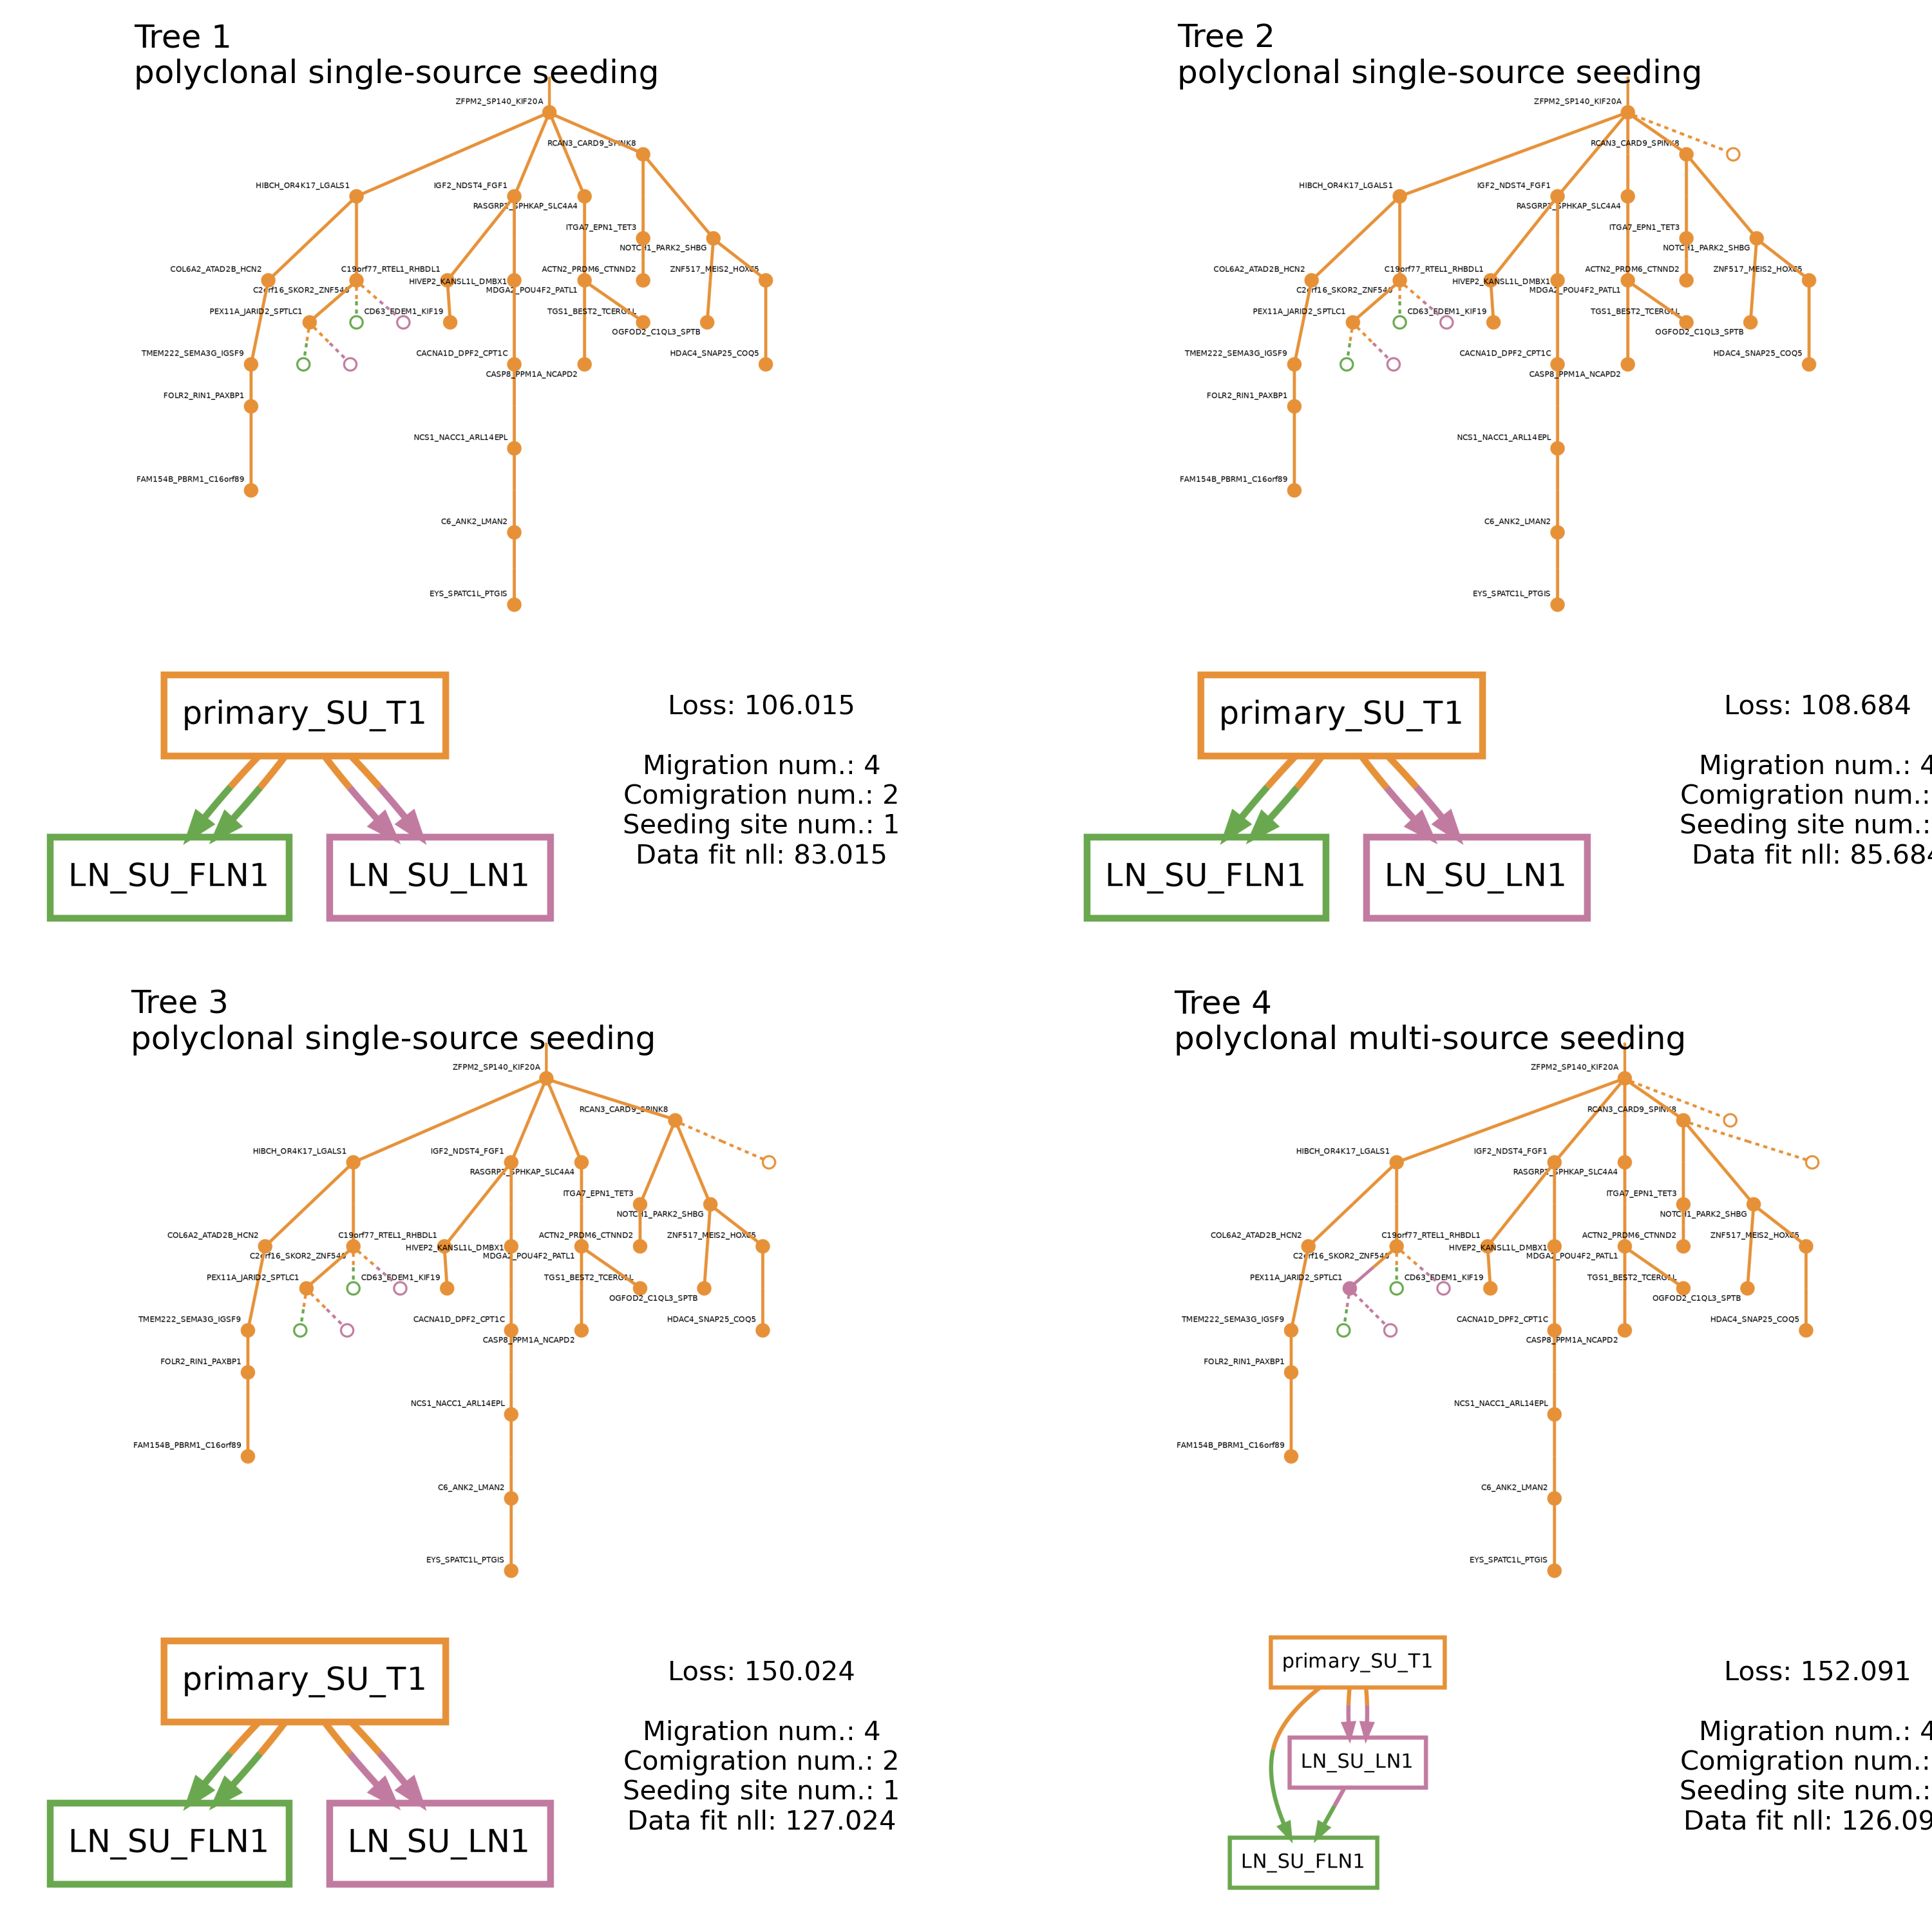 Tree 1
polyclonal single-source seeding
ZFPM2_SP140_KIF20A
RCAN3_CARD9_SPINK8
HIBCH_OR4K17_LGALS1
IGF2_NDST4_FGF1
ITGA7_EPN1_TET3
NOTCH1_PARK2_SHBG
COL6A2_ATAD2B_HCN2
C19orf77_RTEL1_RHBDL1
ACTN2_PRDM6_CTNND2
ZNF517_MEIS2_HOXC5
HIVEP2_KANSL1L_DMBX1
MDGA2_POU4F2_PATL1
PEX11A_JARID2_SPTLC1
CD63_EDEM1_KIF19
TGS1_BEST2_TCERG1L
OGFOD2_C1QL3_SPTB
TMEM222_SEMA3G_IGSF9
CACNA1D_DPF2_CPT1C
HDAC4_SNAP25_COQ5
CASP8_PPM1A_NCAPD2
FOLR2_RIN1_PAXBP1
NCS1_NACC1_ARL14EPL
FAM154B_PBRM1_C16orf89
C6_ANK2_LMAN2
EYS_SPATC1L_PTGIS
primary_SU_T1
LN_SU_FLN1
LN_SU_LN1
Loss: 106.015
Migration num.: 4
Comigration num.: 2
Seeding site num.: 1
Data fit nll: 83.015
Tree 2
polyclonal single-source seeding
ZFPM2_SP140_KIF20A
RCAN3_CARD9_SPINK8
HIBCH_OR4K17_LGALS1
IGF2_NDST4_FGF1
ITGA7_EPN1_TET3
NOTCH1_PARK2_SHBG
COL6A2_ATAD2B_HCN2
C19orf77_RTEL1_RHBDL1
ACTN2_PRDM6_CTNND2
ZNF517_MEIS2_HOXC5
HIVEP2_KANSL1L_DMBX1
MDGA2_POU4F2_PATL1
PEX11A_JARID2_SPTLC1
CD63_EDEM1_KIF19
TGS1_BEST2_TCERG1L
OGFOD2_C1QL3_SPTB
TMEM222_SEMA3G_IGSF9
CACNA1D_DPF2_CPT1C
HDAC4_SNAP25_COQ5
CASP8_PPM1A_NCAPD2
FOLR2_RIN1_PAXBP1
NCS1_NACC1_ARL14EPL
FAM154B_PBRM1_C16orf89
C6_ANK2_LMAN2
EYS_SPATC1L_PTGIS
primary_SU_T1
LN_SU_FLN1
LN_SU_LN1
Loss: 108.684
Migration num.: 4
Comigration num.:
Seeding site num.:
Data fit nll: 85.684
Tree 3
polyclonal single-source seeding
ZFPM2_SP140_KIF20A
RCAN3_CARD9_SPINK8
HIBCH_OR4K17_LGALS1
IGF2_NDST4_FGF1
ITGA7_EPN1_TET3
NOTCH1_PARK2_SHBG
COL6A2_ATAD2B_HCN2
C19orf77_RTEL1_RHBDL1
ACTN2_PRDM6_CTNND2
ZNF517_MEIS2_HOXC5
HIVEP2_KANSL1L_DMBX1
MDGA2_POU4F2_PATL1
PEX11A_JARID2_SPTLC1
CD63_EDEM1_KIF19
TGS1_BEST2_TCERG1L
OGFOD2_C1QL3_SPTB
TMEM222_SEMA3G_IGSF9
CACNA1D_DPF2_CPT1C
HDAC4_SNAP25_COQ5
CASP8_PPM1A_NCAPD2
FOLR2_RIN1_PAXBP1
NCS1_NACC1_ARL14EPL
FAM154B_PBRM1_C16orf89
C6_ANK2_LMAN2
EYS_SPATC1L_PTGIS
primary_SU_T1
LN_SU_FLN1
LN_SU_LN1
Loss: 150.024
Migration num.: 4
Comigration num.: 2
Seeding site num.: 1
Data fit nll: 127.024
Tree 4
polyclonal multi-source seeding
ZFPM2_SP140_KIF20A
RCAN3_CARD9_SPINK8
HIBCH_OR4K17_LGALS1
IGF2_NDST4_FGF1
ITGA7_EPN1_TET3
NOTCH1_PARK2_SHBG
COL6A2_ATAD2B_HCN2
C19orf77_RTEL1_RHBDL1
ACTN2_PRDM6_CTNND2
ZNF517_MEIS2_HOXC5
HIVEP2_KANSL1L_DMBX1
MDGA2_POU4F2_PATL1
PEX11A_JARID2_SPTLC1
CD63_EDEM1_KIF19
TGS1_BEST2_TCERG1L
OGFOD2_C1QL3_SPTB
TMEM222_SEMA3G_IGSF9
CACNA1D_DPF2_CPT1C
HDAC4_SNAP25_COQ5
CASP8_PPM1A_NCAPD2
FOLR2_RIN1_PAXBP1
NCS1_NACC1_ARL14EPL
FAM154B_PBRM1_C16orf89
C6_ANK2_LMAN2
EYS_SPATC1L_PTGIS
primary_SU_T1
LN_SU_LN1
LN_SU_FLN1
Loss: 152.091
Migration num.: 4
Comigration num.:
Seeding site num.:
Data fit nll: 126.09